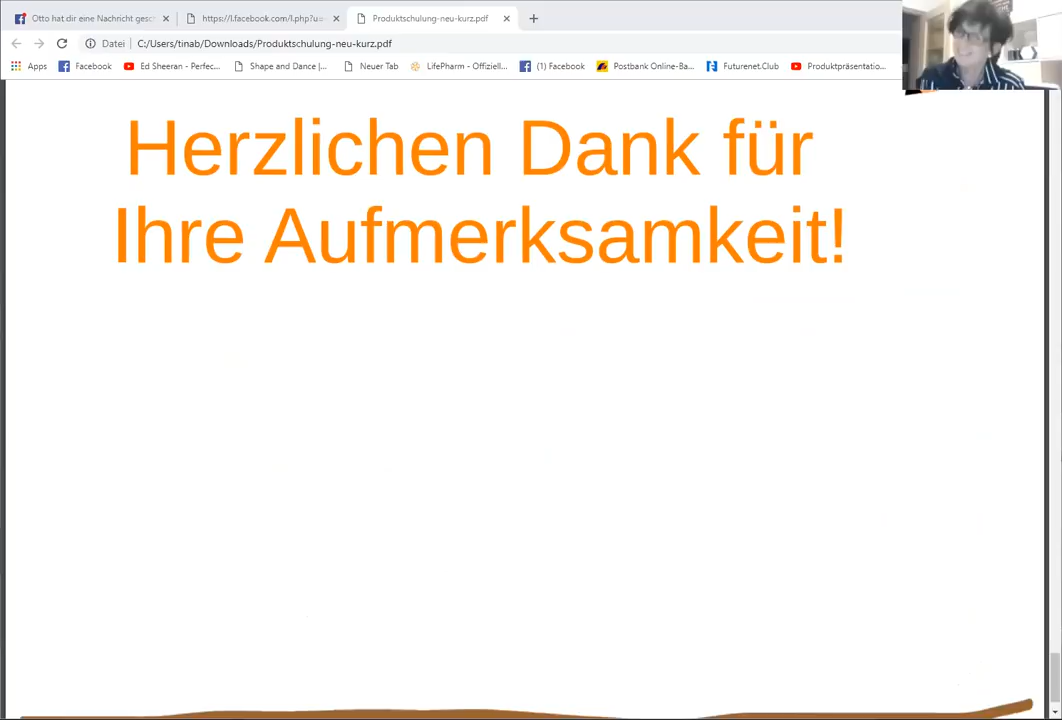 Otto hat dir eine Nachricht gesch
https://l.facebook.com/l.php?u=
Produktschulung-neu-kurz.pdf
Datei
C:/Users/tinab/Downloads/Produktschulung-neu-kurz.pdf
Apps
Facebook
Ed Sheeran - Perfec...
Shape and Dance |...
Neuer Tab
LifePharm - Offiziell...
(1) Facebook
Postbank Online-Ba...
Futurenet.Club
Produktpräsentatio...
Herzlichen Dank für
Ihre Aufmerksamkeit!